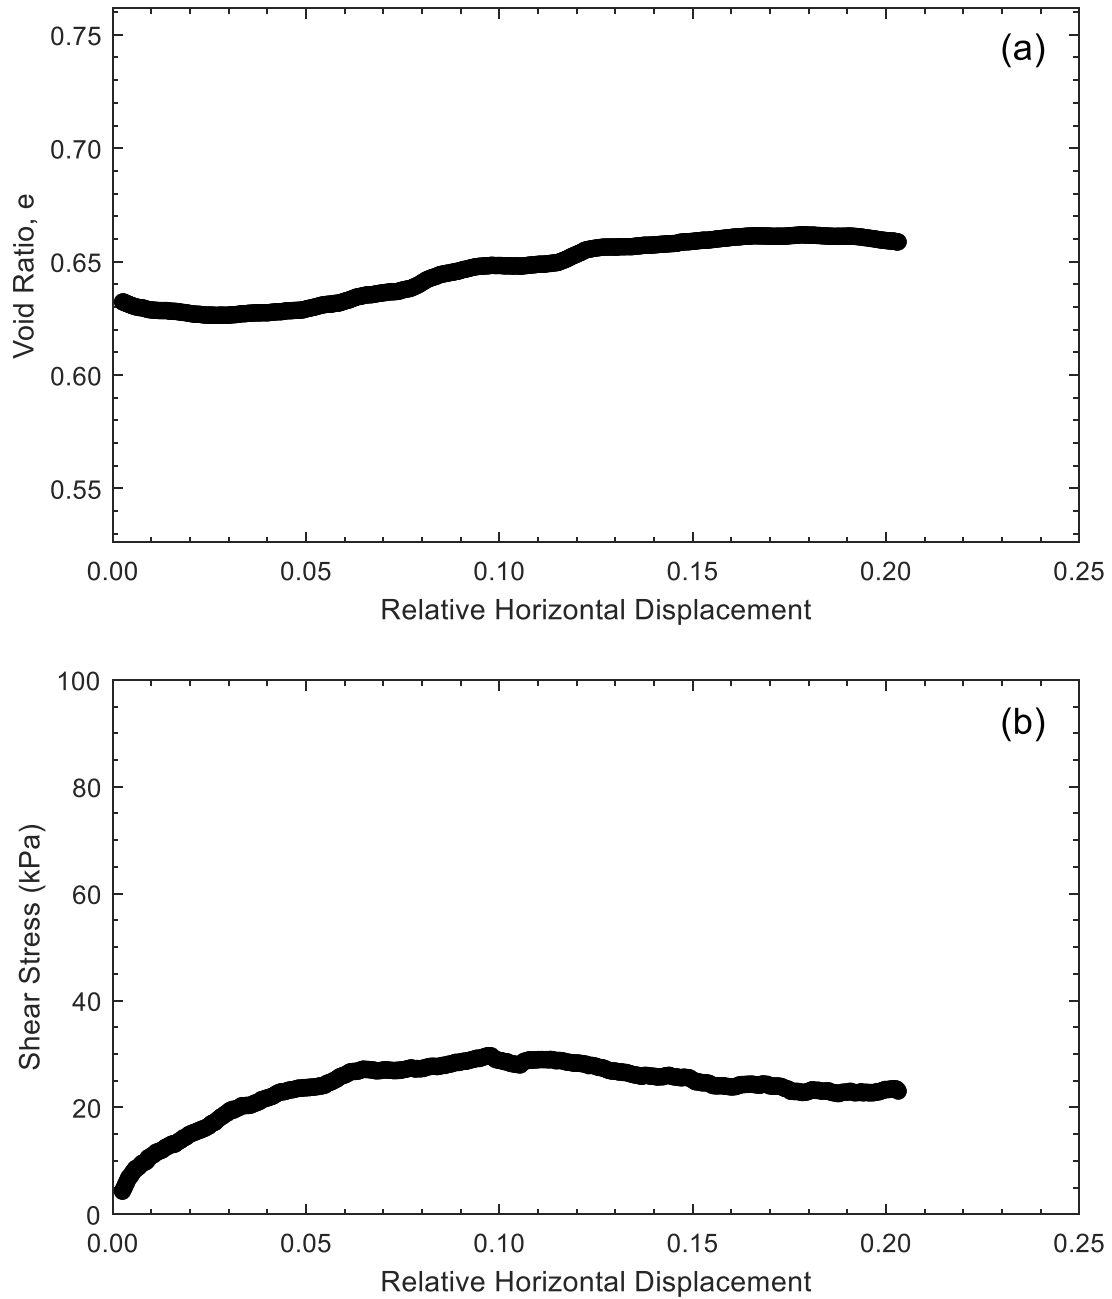 (a)
0.75
0.70
0.65
0.60
0.55
Void Ratio, e
0.00 0.05 0.10 0.15 0.20 0.25
Relative Horizontal Displacement
(b)
100
80
60
40
20
0
Shear Stress (kPa)
0.00 0.05 0.10 0.15 0.20 0.25
Relative Horizontal Displacement